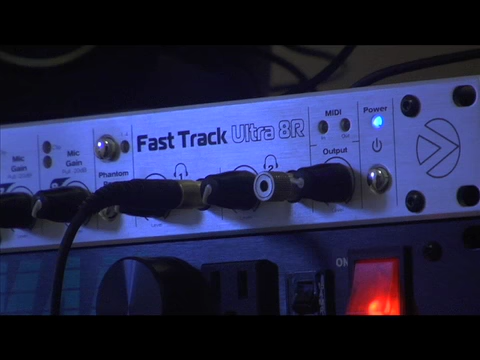 Fast Track Ultra 8R
MIDI
Power
Mic
Gain
Mic
Gain
Phantom
Output
ON